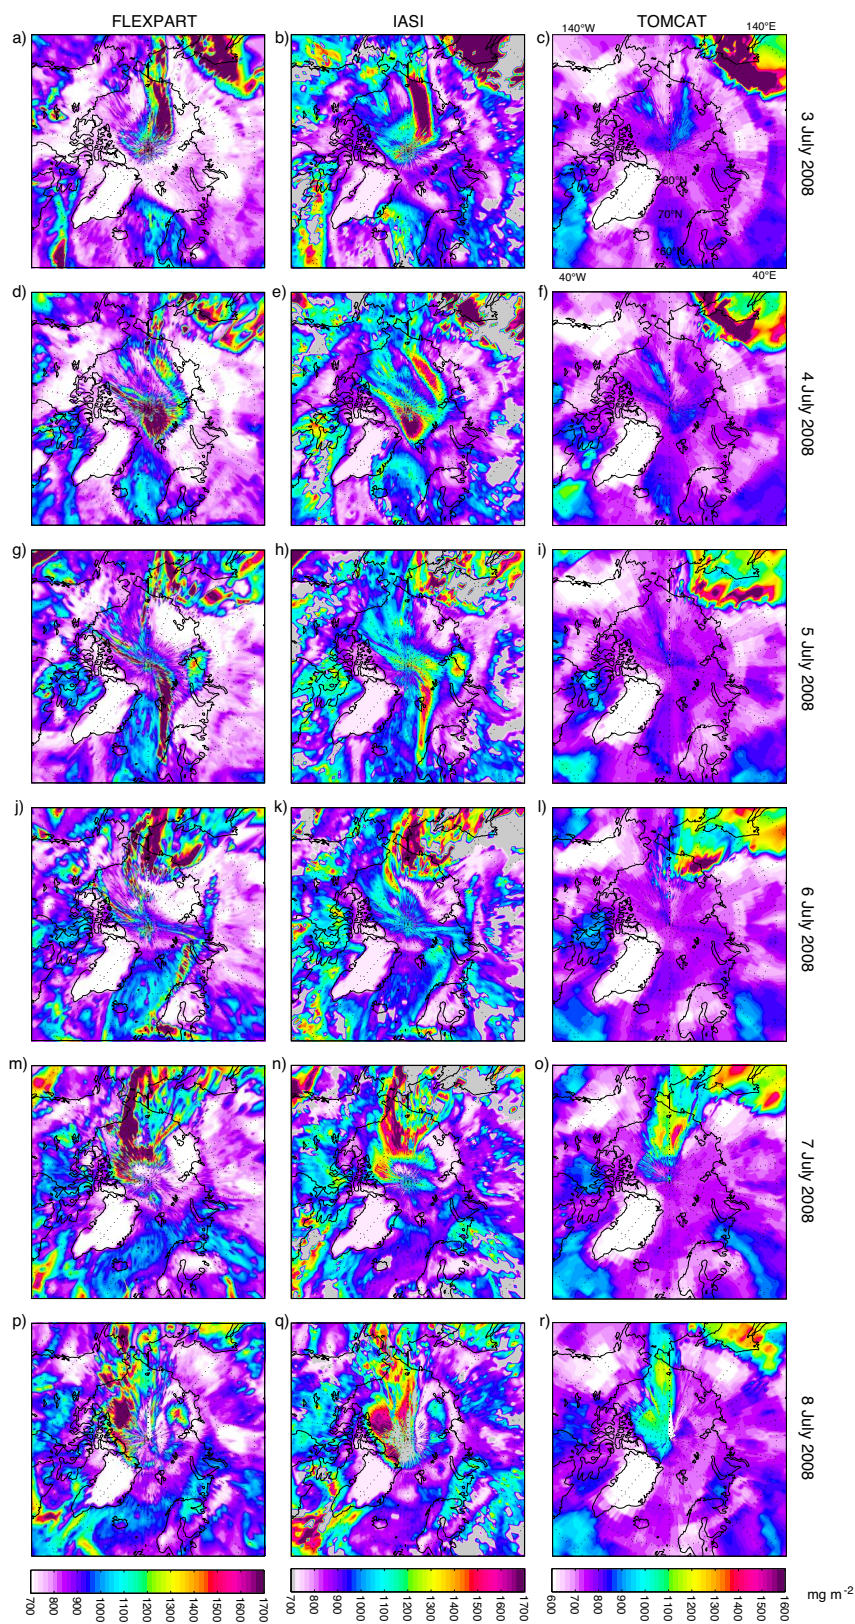 FLEXPART IASI TOMCAT
a) b) c) 140°W 140°E
80°N
70°N
60°N
3 July 2008
40°W 40°E
d) e) f)
4 July 2008
g) h) i)
5 July 2008
j) k) l)
6 July 2008
m) n) o)
7 July 2008
p) q) r)
8 July 2008
700 800 900 1000 1100 1200 1300 1400 1500 1600 1700
700 800 900 1000 1100 1200 1300 1400 1500 1600 1700
600 700 800 900 1000 1100 1200 1300 1400 1500 1600
mg m⁻²